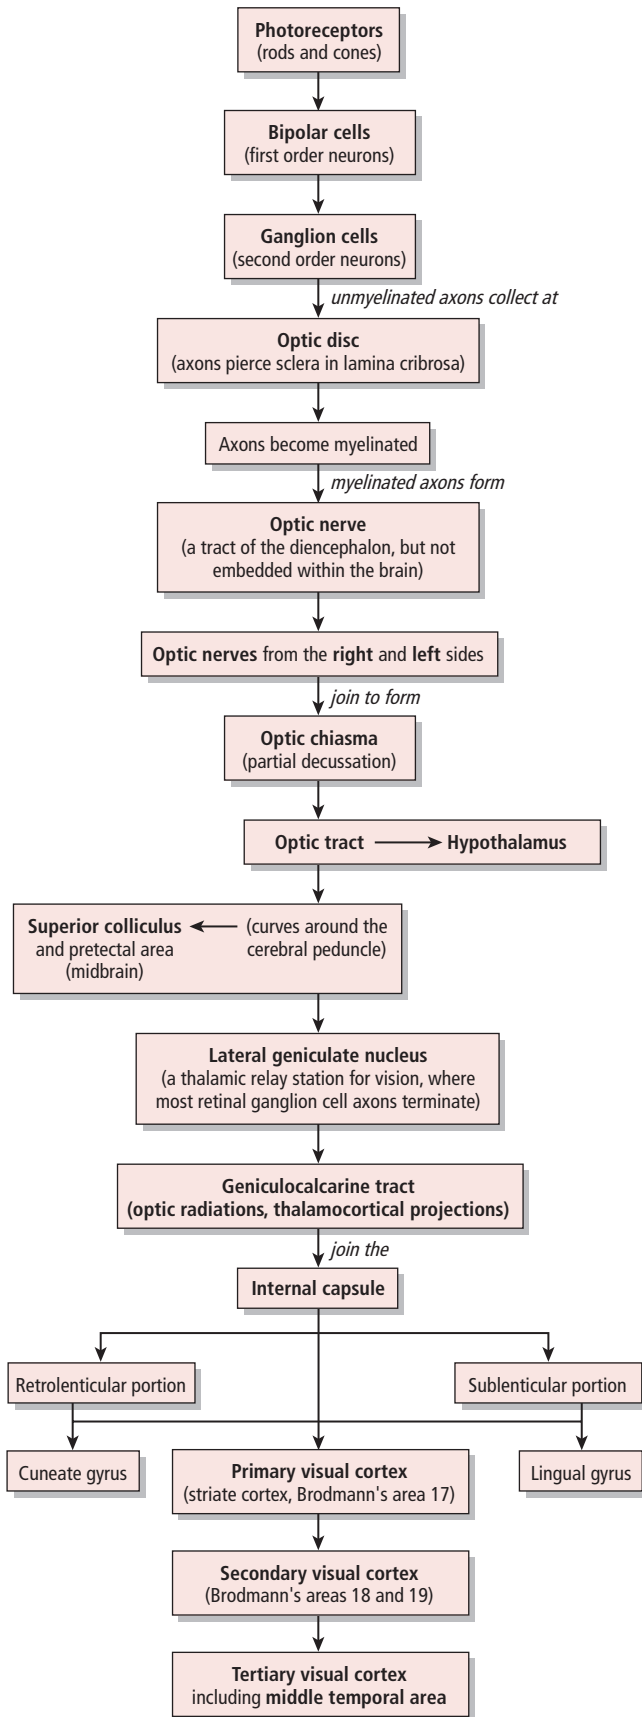 Photoreceptors
(rods and cones)
Bipolar cells
(first order neurons)
Ganglion cells
(second order neurons)
unmyelinated axons collect at
Optic disc
(axons pierce sclera in lamina cribrosa)
Axons become myelinated
myelinated axons form
Optic nerve
(a tract of the diencephalon, but not
embedded within the brain)
Optic nerves from the right and left sides
join to form
Optic chiasma
(partial decussation)
Optic tract Hypothalamus
Superior colliculus
and pretectal area
(midbrain)
(curves around the
cerebral peduncle)
Lateral geniculate nucleus
(a thalamic relay station for vision, where
most retinal ganglion cell axons terminate)
Geniculocalcarine tract
(optic radiations, thalamocortical projections)
join the
Internal capsule
Retrolenticular portion
Sublenticular portion
Cuneate gyrus
Primary visual cortex
(striate cortex, Brodmann's area 17)
Lingual gyrus
Secondary visual cortex
(Brodmann's areas 18 and 19)
Tertiary visual cortex
including middle temporal area